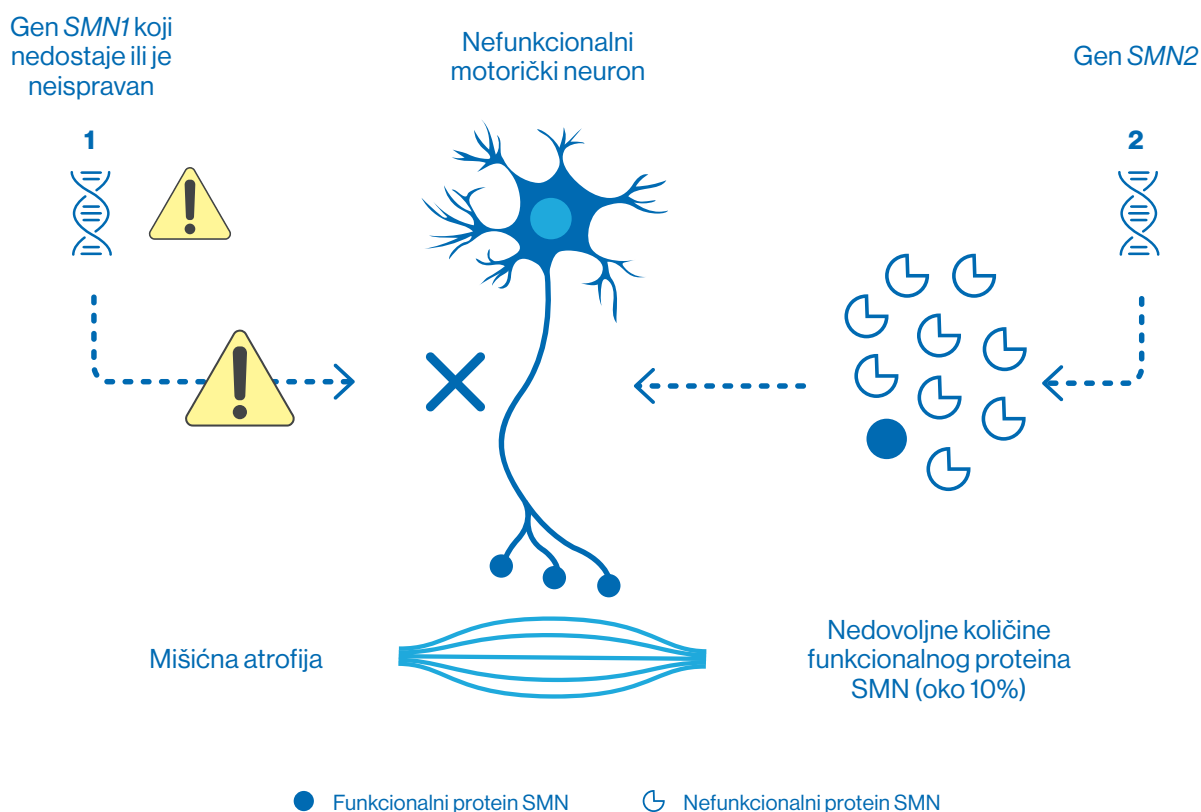 Gen SMN1 koji
nedostaje ili je
neispravan
Nefunkcionalni
motorički neuron
Gen SMN2
1
2
Mišićna atrofija
Nedovoljne količine
funkcionalnog proteina
SMN (oko 10%)
Funkcionalni protein SMN
Nefunkcionalni protein SMN